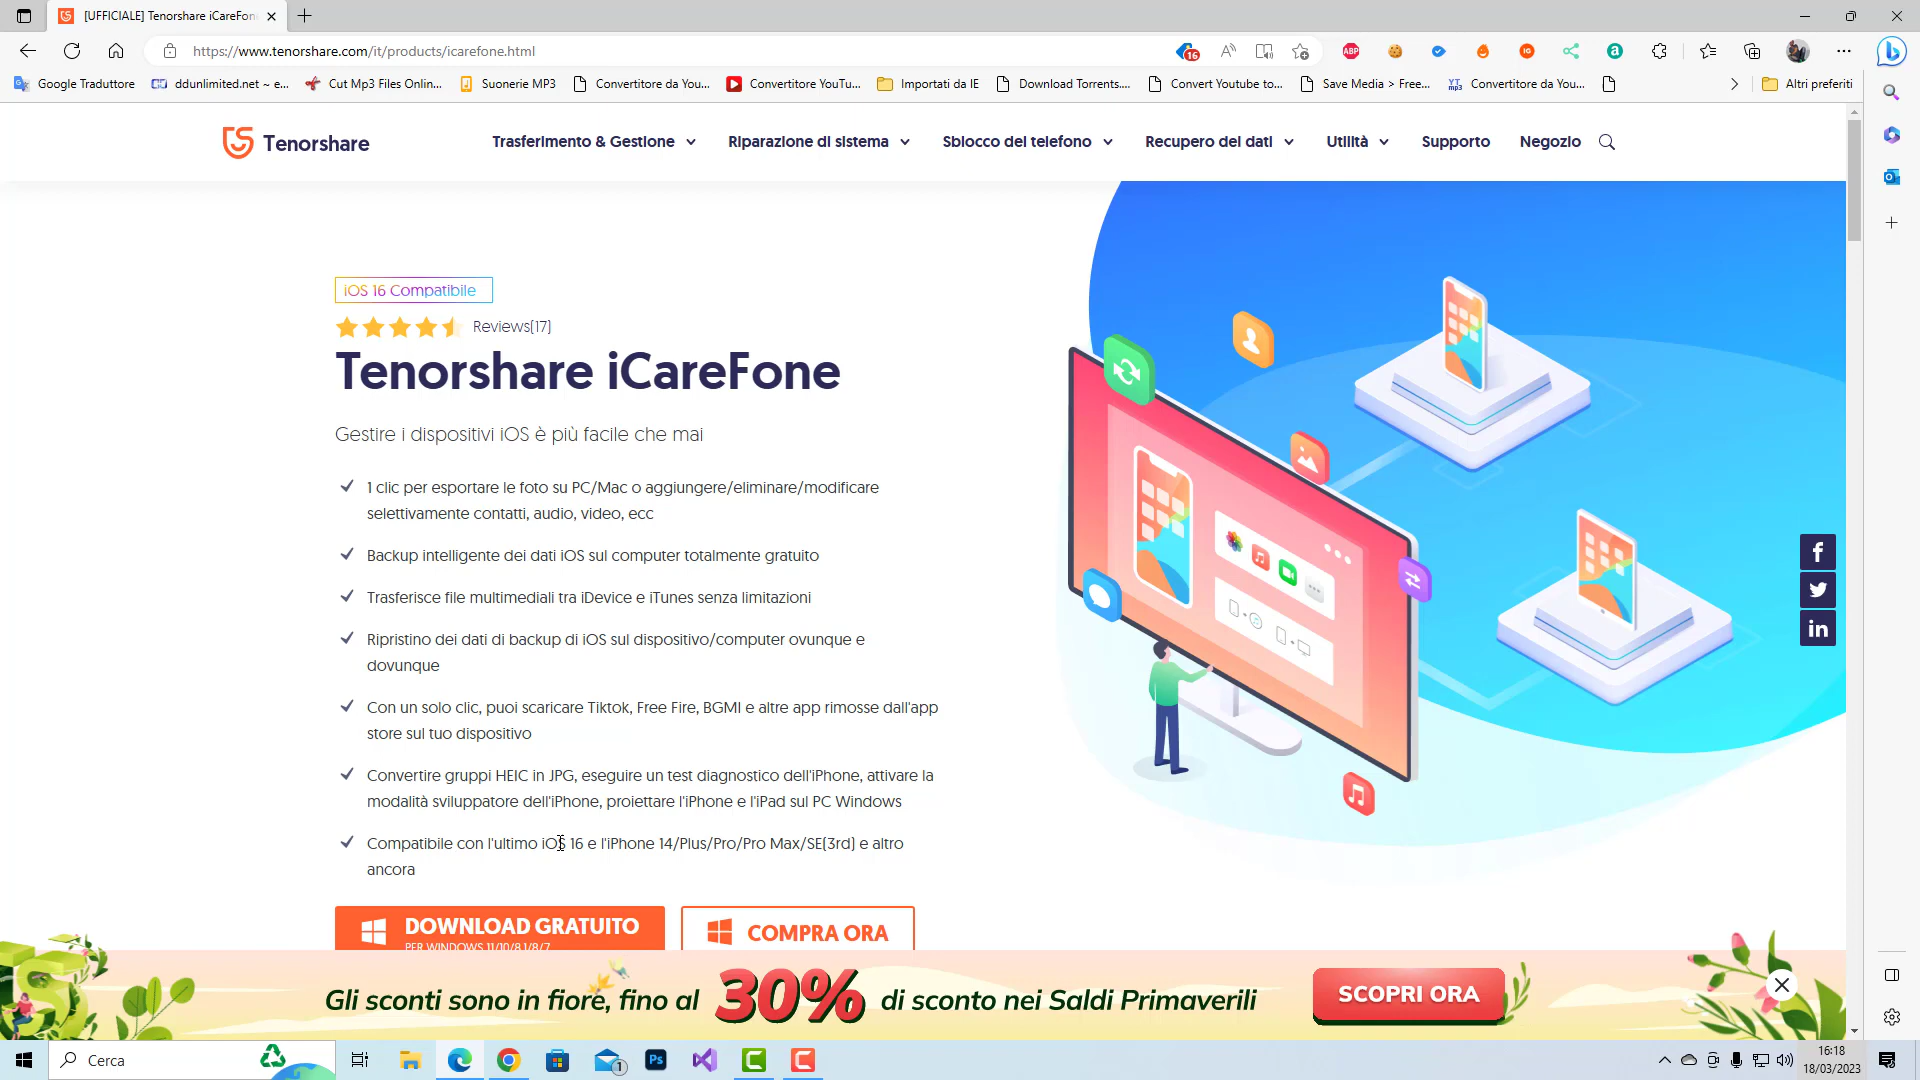 [UFFICIALE] Tenorshare iCareFon
https://www.tenorshare.com/it/products/icarefone.html
16
ABP
IG
a
Google Traduttore
ddunlimited.net ~ e...
Cut Mp3 Files Onlin...
Suonerie MP3
Convertitore da You...
Convertitore YouTu...
Importati da IE
Download Torrents....
Convert Youtube to...
Save Media > Free...
YT mp3
Convertitore da You...
Altri preferiti
Tenorshare
Trasferimento & Gestione
Riparazione di sistema
Sblocco del telefono
Recupero dei dati
Utilità
Supporto
Negozio
iOS 16 Compatibile
Reviews(17)
Tenorshare iCareFone
Gestire i dispositivi iOS è più facile che mai
1 clic per esportare le foto su PC/Mac o aggiungere/eliminare/modificare
selettivamente contatti, audio, video, ecc
Backup intelligente dei dati iOS sul computer totalmente gratuito
Trasferisce file multimediali tra iDevice e iTunes senza limitazioni
Ripristino dei dati di backup di iOS sul dispositivo/computer ovunque e
dovunque
Con un solo clic, puoi scaricare Tiktok, Free Fire, BGMI e altre app rimosse dall'app
store sul tuo dispositivo
Convertire gruppi HEIC in JPG, eseguire un test diagnostico dell'iPhone, attivare la
modalità sviluppatore dell'iPhone, proiettare l'iPhone e l'iPad sul PC Windows
Compatibile con l'ultimo iOS 16 e l'iPhone 14/Plus/Pro/Pro Max/SE(3rd) e altro
ancora
DOWNLOAD GRATUITO
PER WINDOWS 11/10/8.1/8/7
COMPRA ORA
Gli sconti sono in fiore, fino al 30% di sconto nei Saldi Primaverili
SCOPRI ORA
Cerca
1
Ps
16:18
18/03/2023